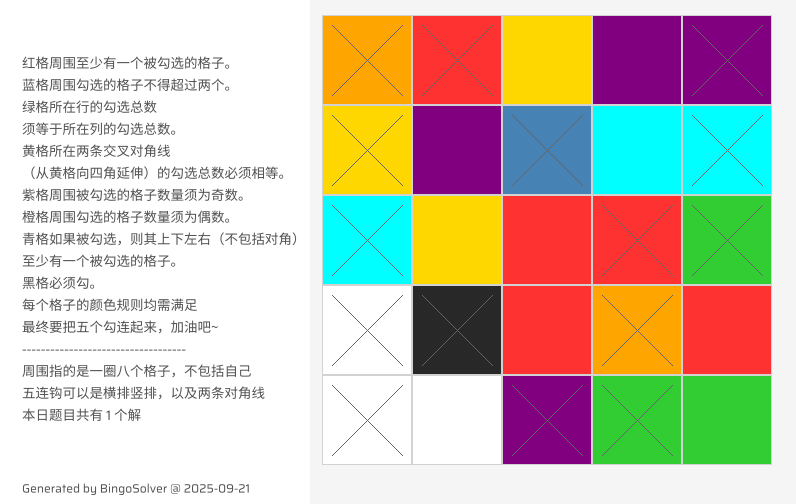 红格周围至少有一个被勾选的格子。
蓝格周围勾选的格子不得超过两个。
绿格所在行的勾选总数
须等于所在列的勾选总数。
黄格所在两条交叉对角线
（从黄格向四角延伸）的勾选总数必须相等。
紫格周围被勾选的格子数量须为奇数。
橙格周围勾选的格子数量须为偶数。
青格如果被勾选，则其上下左右（不包括对角）
至少有一个被勾选的格子。
黑格必须勾。
每个格子的颜色规则均需满足
最终要把五个勾连起来，加油吧~
----------------------------------
周围指的是一圈八个格子，不包括自己
五连钩可以是横排竖排，以及两条对角线
本日题目共有1个解
Generated by BingoSolver @ 2025-09-21